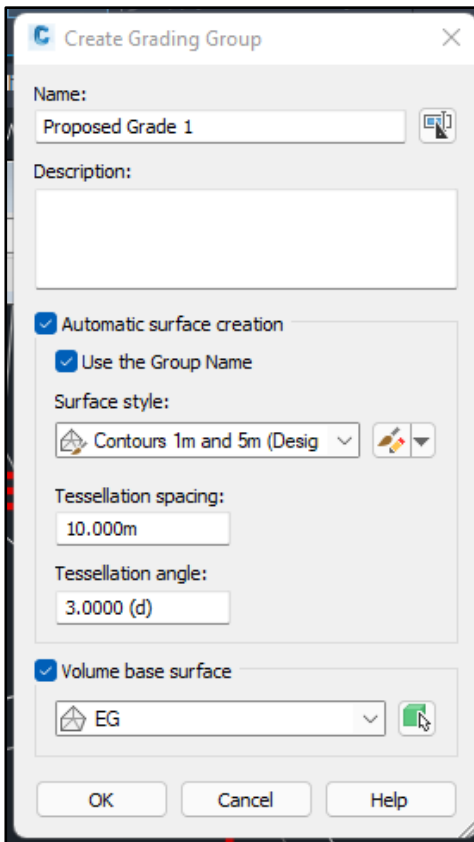 C Create Grading Group
Name:
Proposed Grade 1
Description:
Automatic surface creation
Use the Group Name
Surface style:
Contours 1m and 5m (Desig
Tessellation spacing:
10.000m
Tessellation angle:
3.0000 (d)
Volume base surface
EG
OK Cancel Help